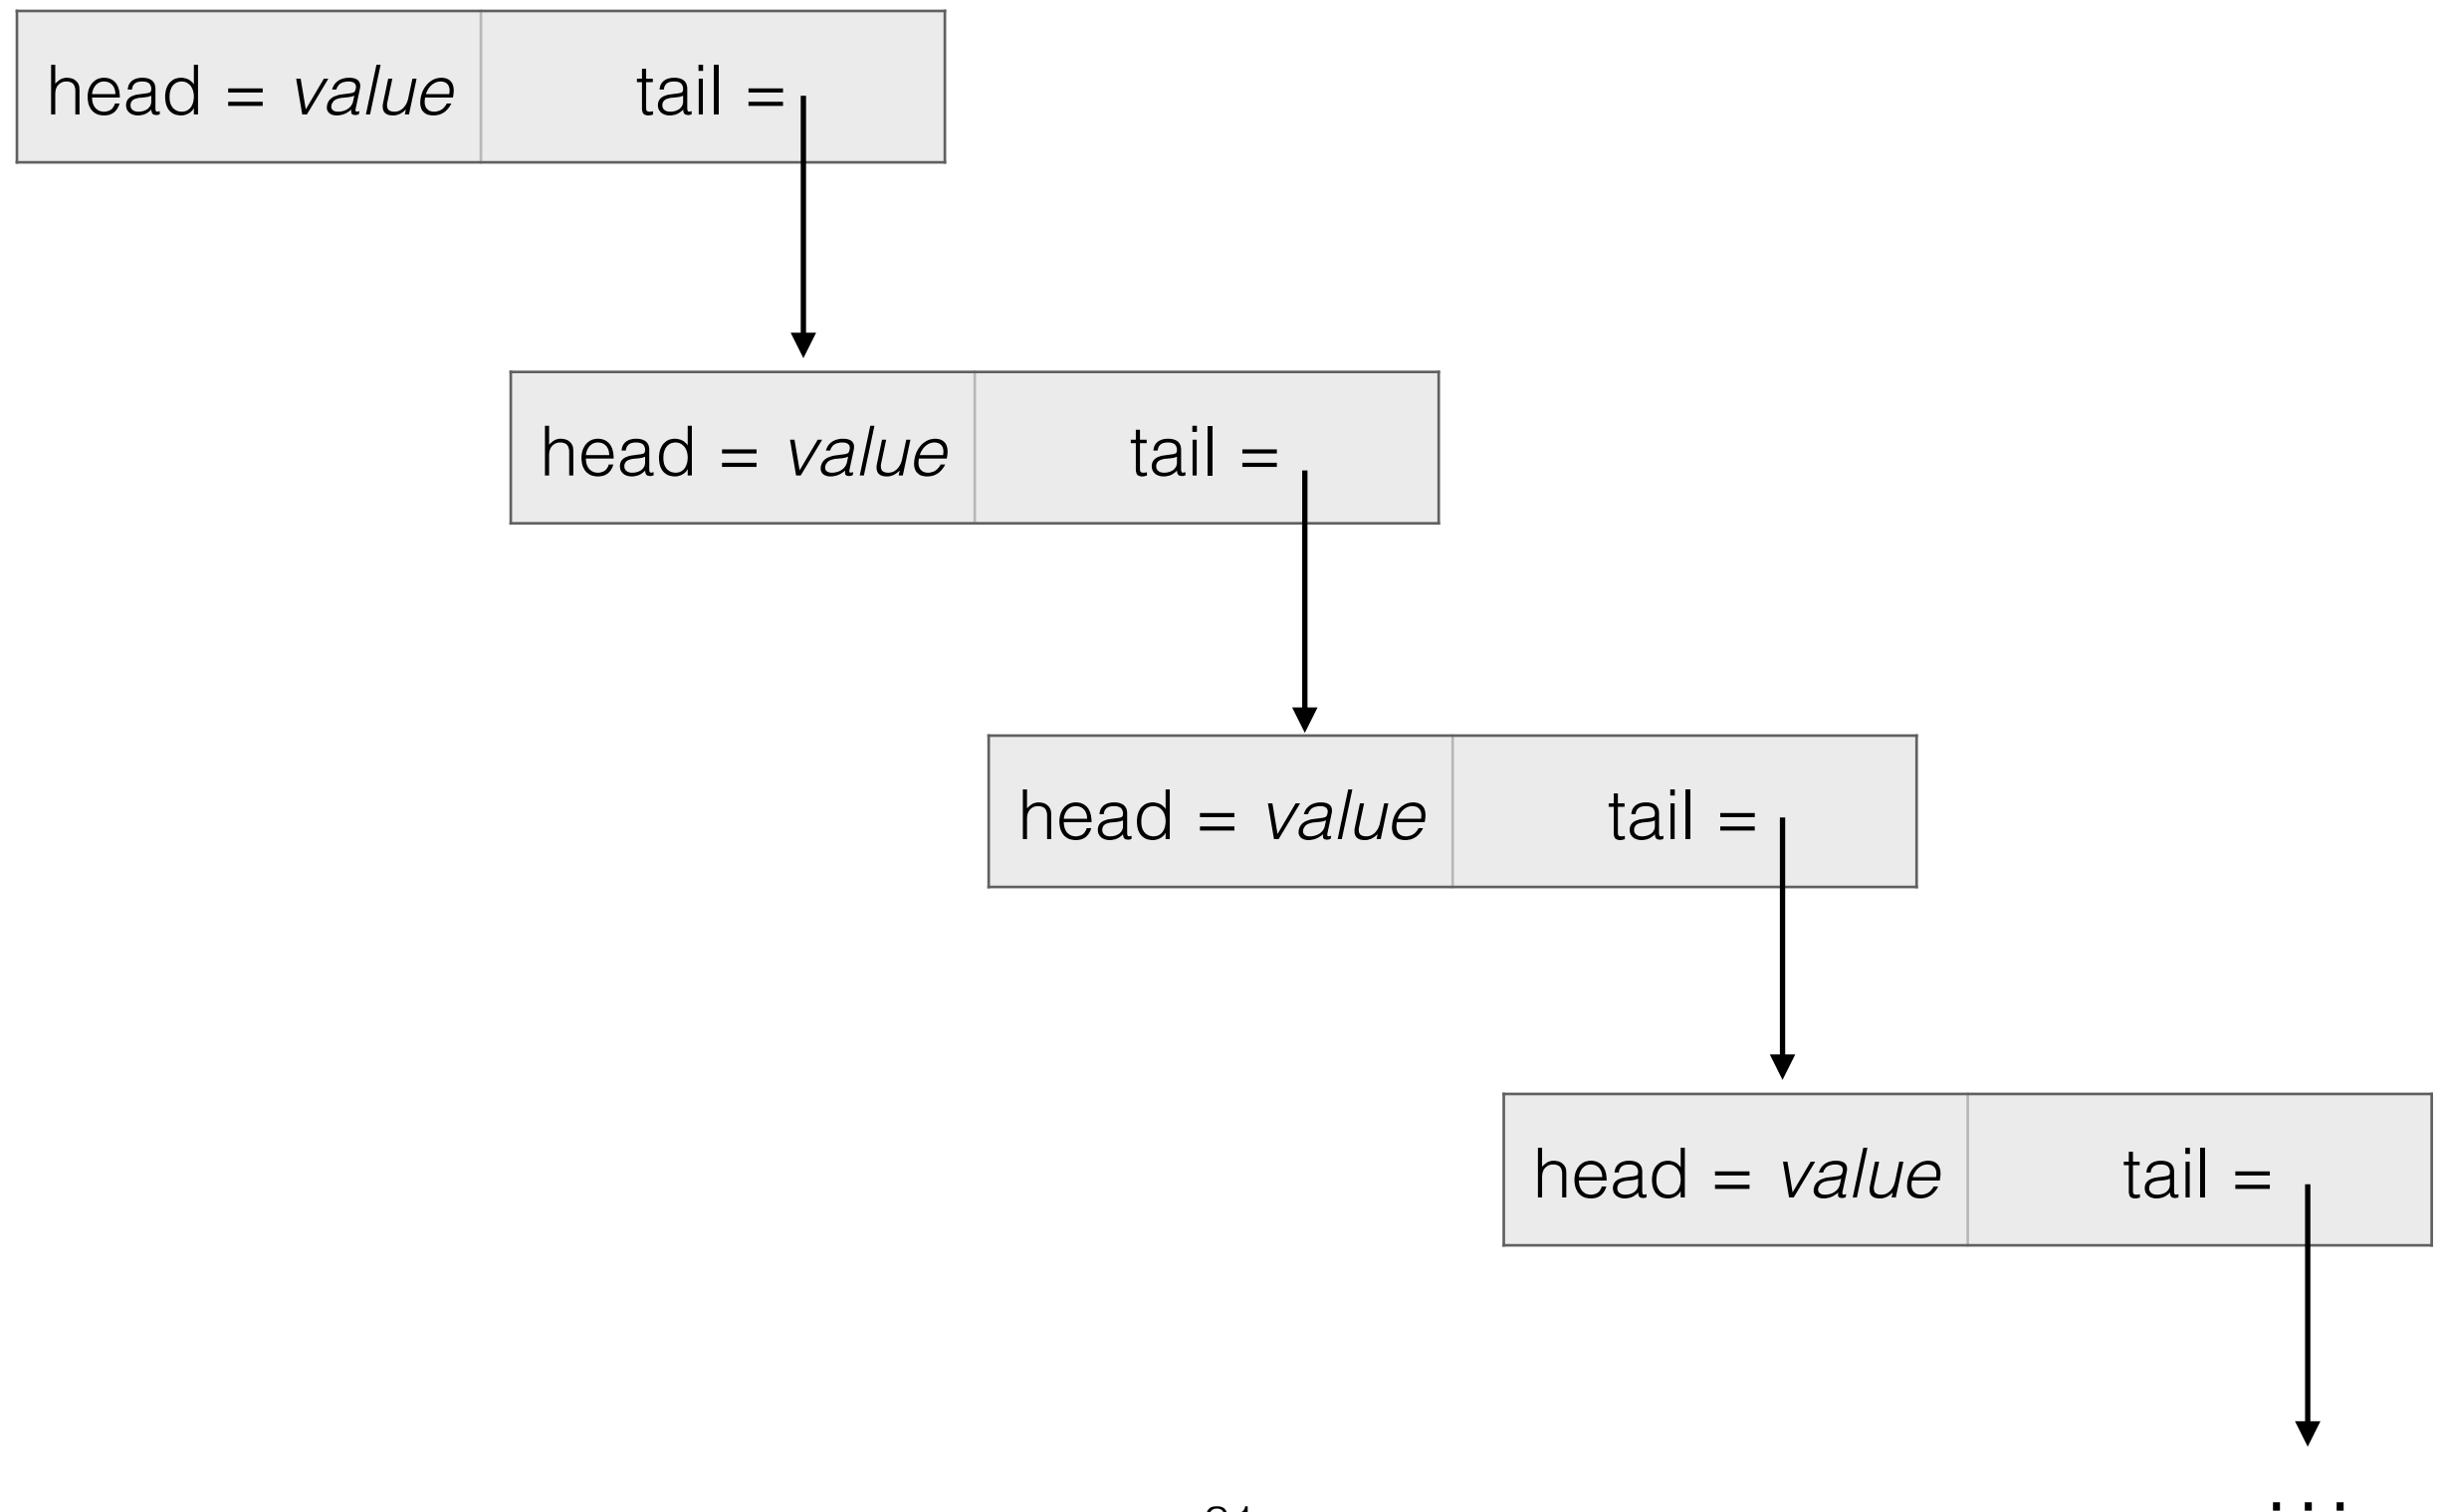 head = value tail =
head = value tail =
head = value tail =
head = value tail =
...